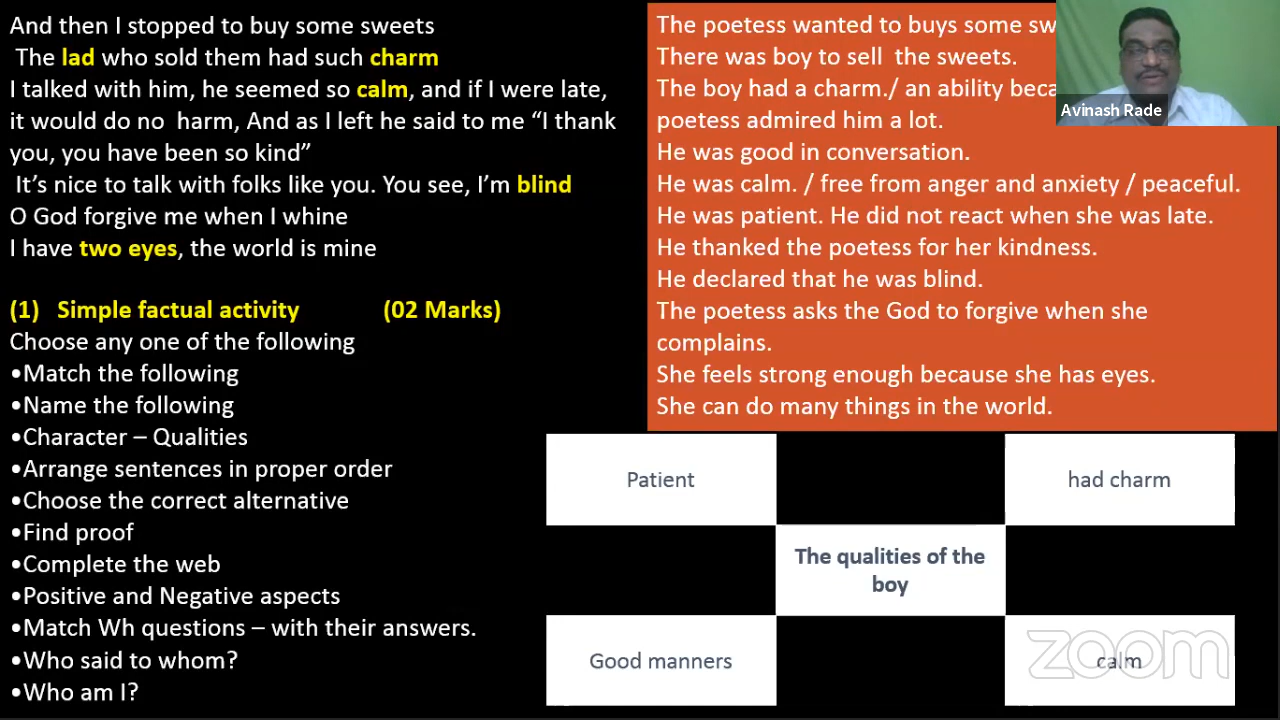 And then I stopped to buy some sweets
The lad who sold them had such charm
I talked with him, he seemed so calm, and if I were late,
it would do no harm, And as I left he said to me “I thank
you, you have been so kind”
It’s nice to talk with folks like you. You see, I’m blind
O God forgive me when I whine
I have two eyes, the world is mine
(1) Simple factual activity (02 Marks)
Choose any one of the following
•Match the following
•Name the following
•Character – Qualities
•Arrange sentences in proper order
•Choose the correct alternative
•Find proof
•Complete the web
•Positive and Negative aspects
•Match Wh questions – with their answers.
•Who said to whom?
•Who am I?
The poetess wanted to buys some
There was boy to sell the sweets.
The boy had a charm./ an ability
poetess admired him a lot.
He was good in conversation.
He was calm. / free from anger and anxiety / peaceful.
He was patient. He did not react when she was late.
He thanked the poetess for her kindness.
He declared that he was blind.
The poetess asks the God to forgive when she
complains.
She feels strong enough because she has eyes.
She can do many things in the world.
Avinash Rade
Patient
had charm
The qualities of the
boy
Good manners
calm
zoom